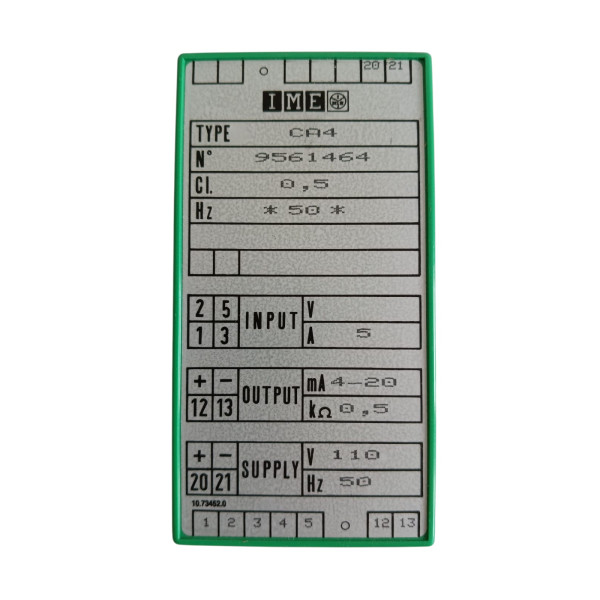 20 21
IME
TYPE CA4
N° 9561464
Cl. 0,5
Hz * 50 *
2 5 INPUT V
1 3 A 5
+ - OUTPUT mA 4-20
12 13 kΩ 0,5
+ - SUPPLY V 110
20 21 Hz 50
10.73462.0
1 2 3 4 5 12 13